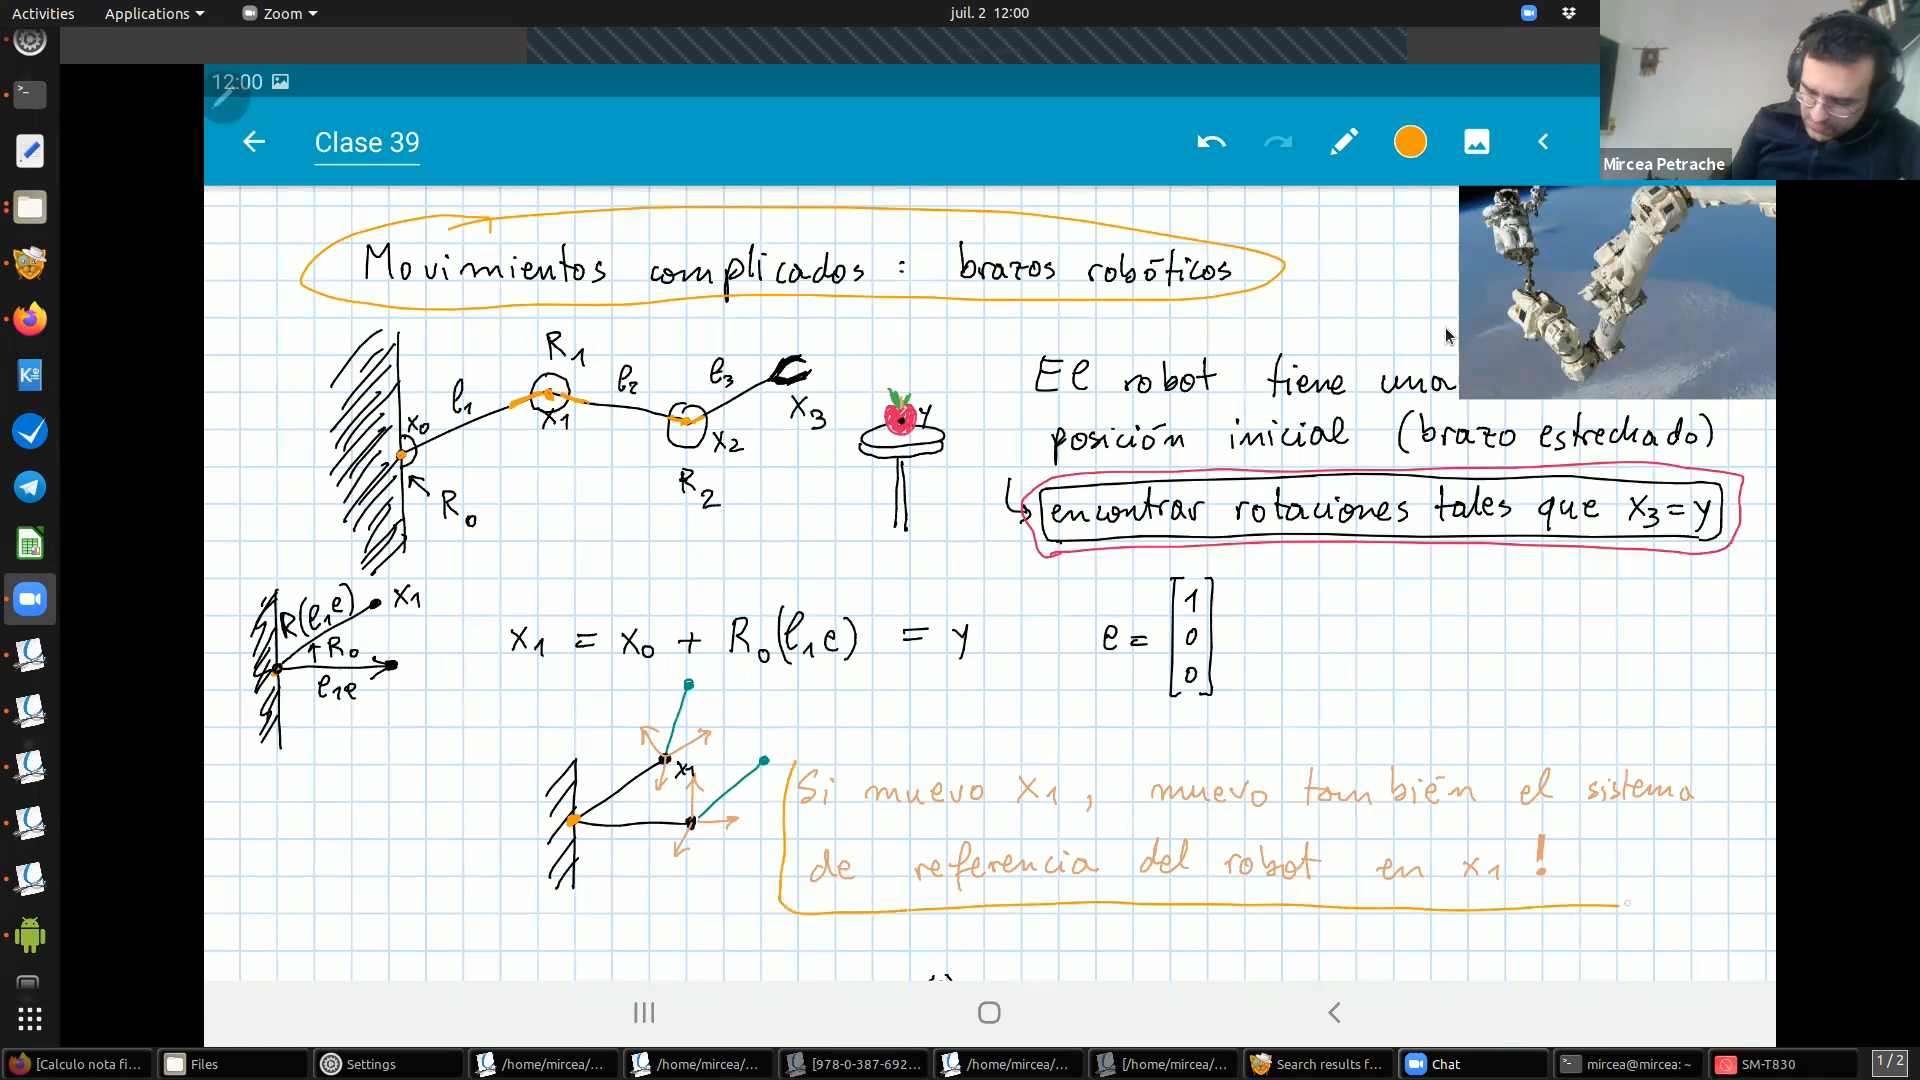 Activities Applications Zoom juil. 2 12:00
12:00
Clase 39
Mircea Petrache
Movimientos complicados : brazos robóticos
R1
l1 l2 l3
x0 x1 x2 x3 y
R0 R2
El robot tiene una
posición inicial (brazo estrechado)
↳ encontrar rotaciones tales que x3 = y
R(l1e) x1
↑R0
l1e
x1 = x0 + R0(l1e) = y
e = [1 0 0]
x1
Si muevo x1, muevo también el sistema
de referencia del robot en x1 !
[Calculo nota fi... Files Settings /home/mircea/... /home/mircea/... [978-0-387-692... /home/mircea/... [/home/mircea/... Search results f... Chat mircea@mircea: ~ SM-T830 1 / 2